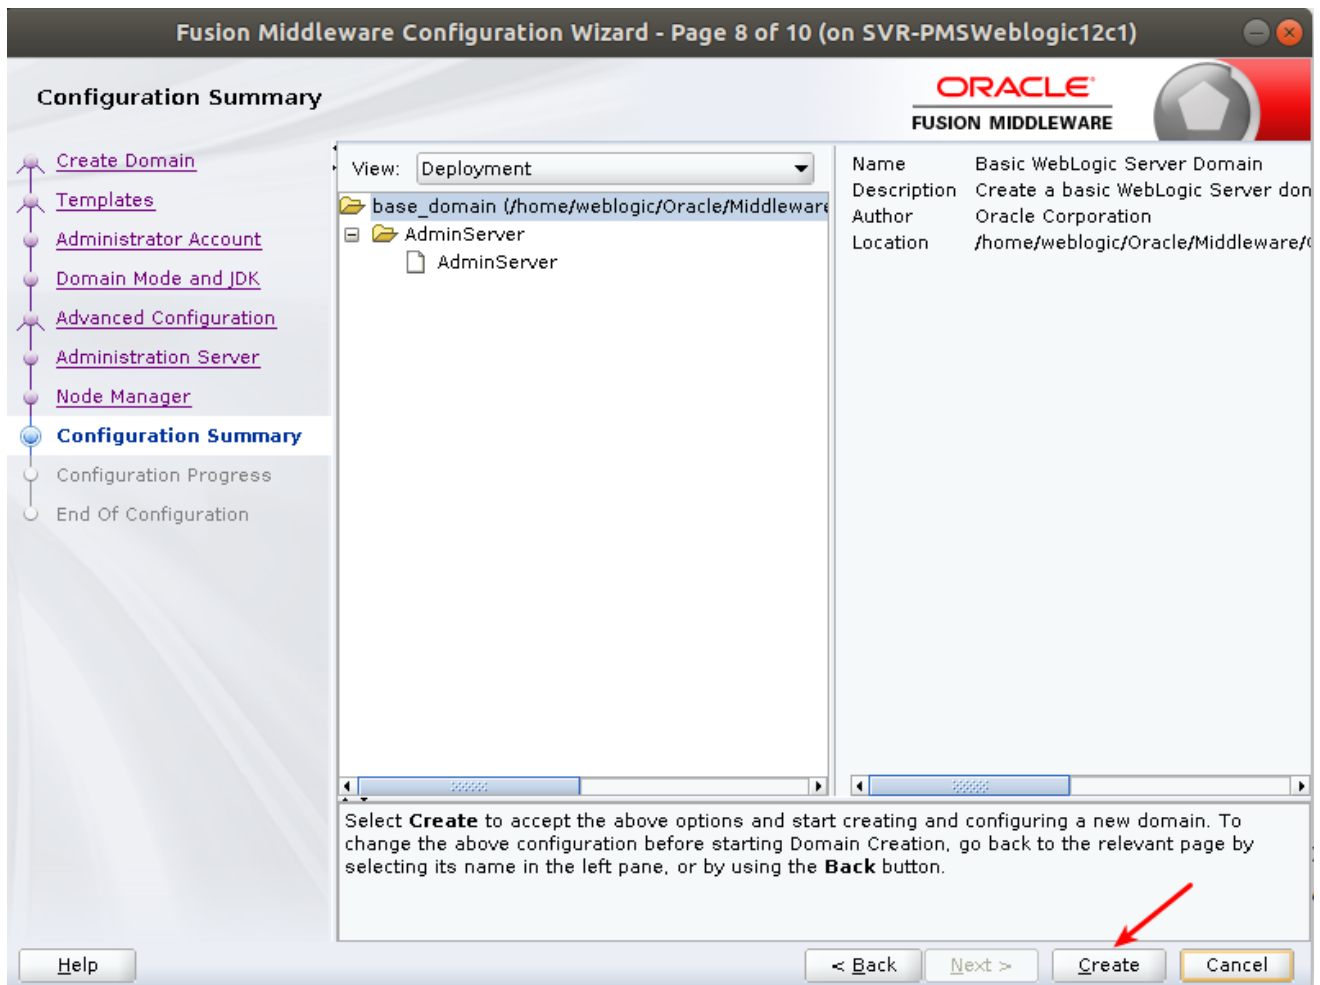 Fusion Middleware Configuration Wizard - Page 8 of 10 (on SVR-PMSWeblogic12c1)
Configuration Summary
ORACLE
FUSION MIDDLEWARE
Create Domain
Templates
Administrator Account
Domain Mode and JDK
Advanced Configuration
Administration Server
Node Manager
Configuration Summary
Configuration Progress
End Of Configuration
View: Deployment
base_domain (/home/weblogic/Oracle/Middleware
AdminServer
AdminServer
Name Basic WebLogic Server Domain
Description Create a basic WebLogic Server don
Author Oracle Corporation
Location /home/weblogic/Oracle/Middleware/
Select Create to accept the above options and start creating and configuring a new domain. To
change the above configuration before starting Domain Creation, go back to the relevant page by
selecting its name in the left pane, or by using the Back button.
Help
< Back
Next >
Create
Cancel